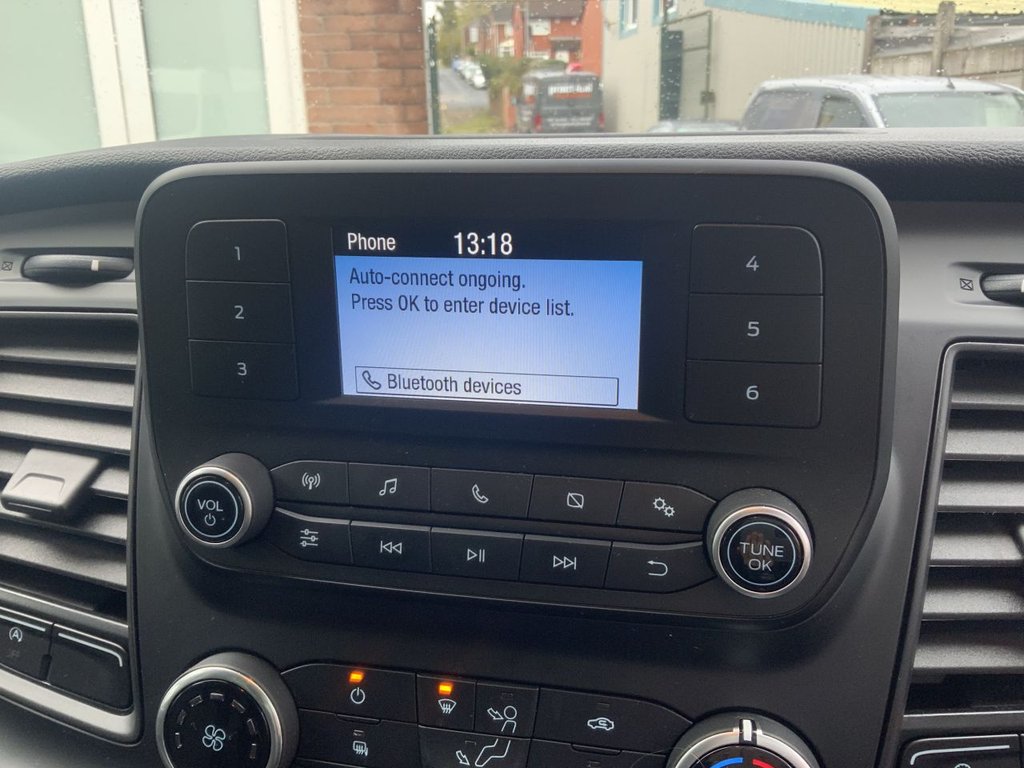 Phone 13:18
Auto-connect ongoing.
Press OK to enter device list.
Bluetooth devices
1
2
3
4
5
6
VOL
TUNE
OK
A